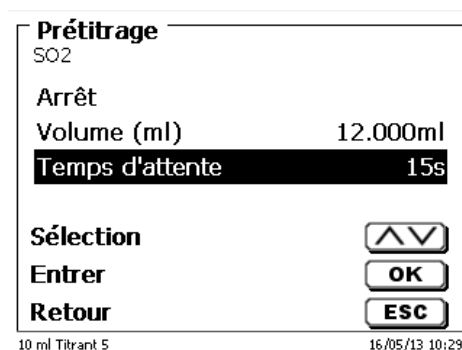 Prétitrage
SO2
Arrêt
Volume (ml) 12.000ml
Temps d'attente 15s
Sélection
Entrer OK
Retour ESC
10 ml Titrant 5 16/05/13 10:29